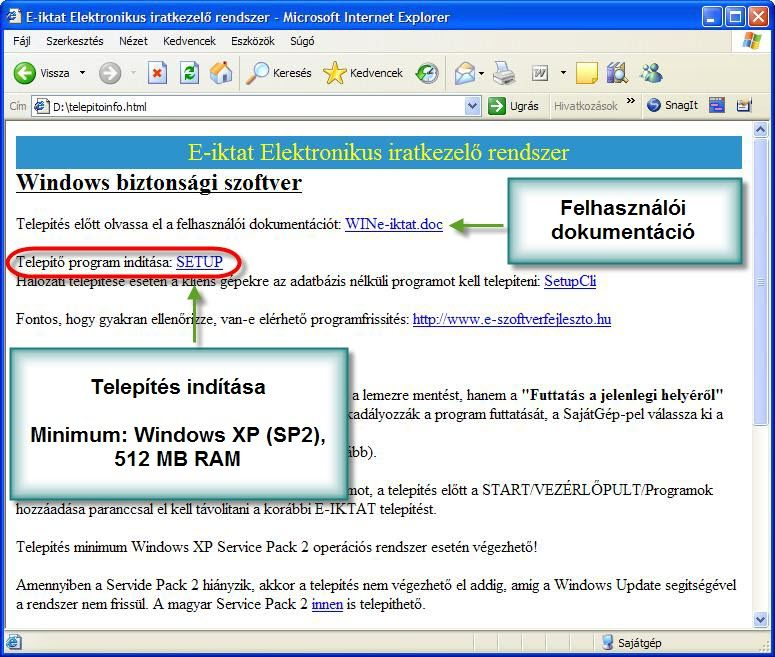 E-iktat Elektronikus iratkezelő rendszer - Microsoft Internet Explorer
Fájl Szerkesztés Nézet Kedvencek Eszközök Súgó
Vissza Keresés Kedvencek
Cím D:\telepitoinfo.html Ugrás Hivatkozások » SnagIt
E-iktat Elektronikus iratkezelő rendszer
Windows biztonsági szoftver
Telepítés előtt olvassa el a felhasználói dokumentációt: WINe-iktat.doc
Felhasználói
dokumentáció
Telepítő program indítása: SETUP
Hálózati telepítése esetén a kliens gépekre az adatbázis nélküli programot kell telepíteni: SetupCli
Fontos, hogy gyakran ellenőrizze, van-e elérhető programfrissítés: http://www.e-szoftverfejleszto.hu
Telepítés indítása
Minimum: Windows XP (SP2),
512 MB RAM
a lemezre mentést, hanem a "Futtatás a jelenlegi helyéről"
kadályozzák a program futtatását, a SajátGép-pel válassza ki a
ább).
mot, a telepítés előtt a START/VEZÉRLŐPULT/Programok
hozzáadása paranccsal el kell távolítani a korábbi E-IKTAT telepítést.
Telepítés minimum Windows XP Service Pack 2 operációs rendszer esetén végezhető!
Amennyiben a Servide Pack 2 hiányzik, akkor a telepítés nem végezhető el addig, amíg a Windows Update segítségével
a rendszer nem frissül. A magyar Service Pack 2 innen is telepíthető.
Sajátgép